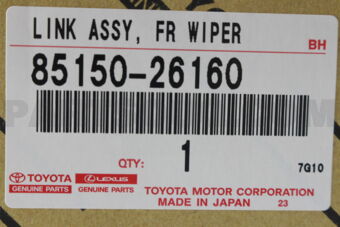 LINK ASSY, FR WIPER
BH
85150-26160
QTY: 1
7G10
TOYOTA LEXUS
GENUINE PARTS GENUINE PARTS
TOYOTA MOTOR CORPORATION
MADE IN JAPAN 23